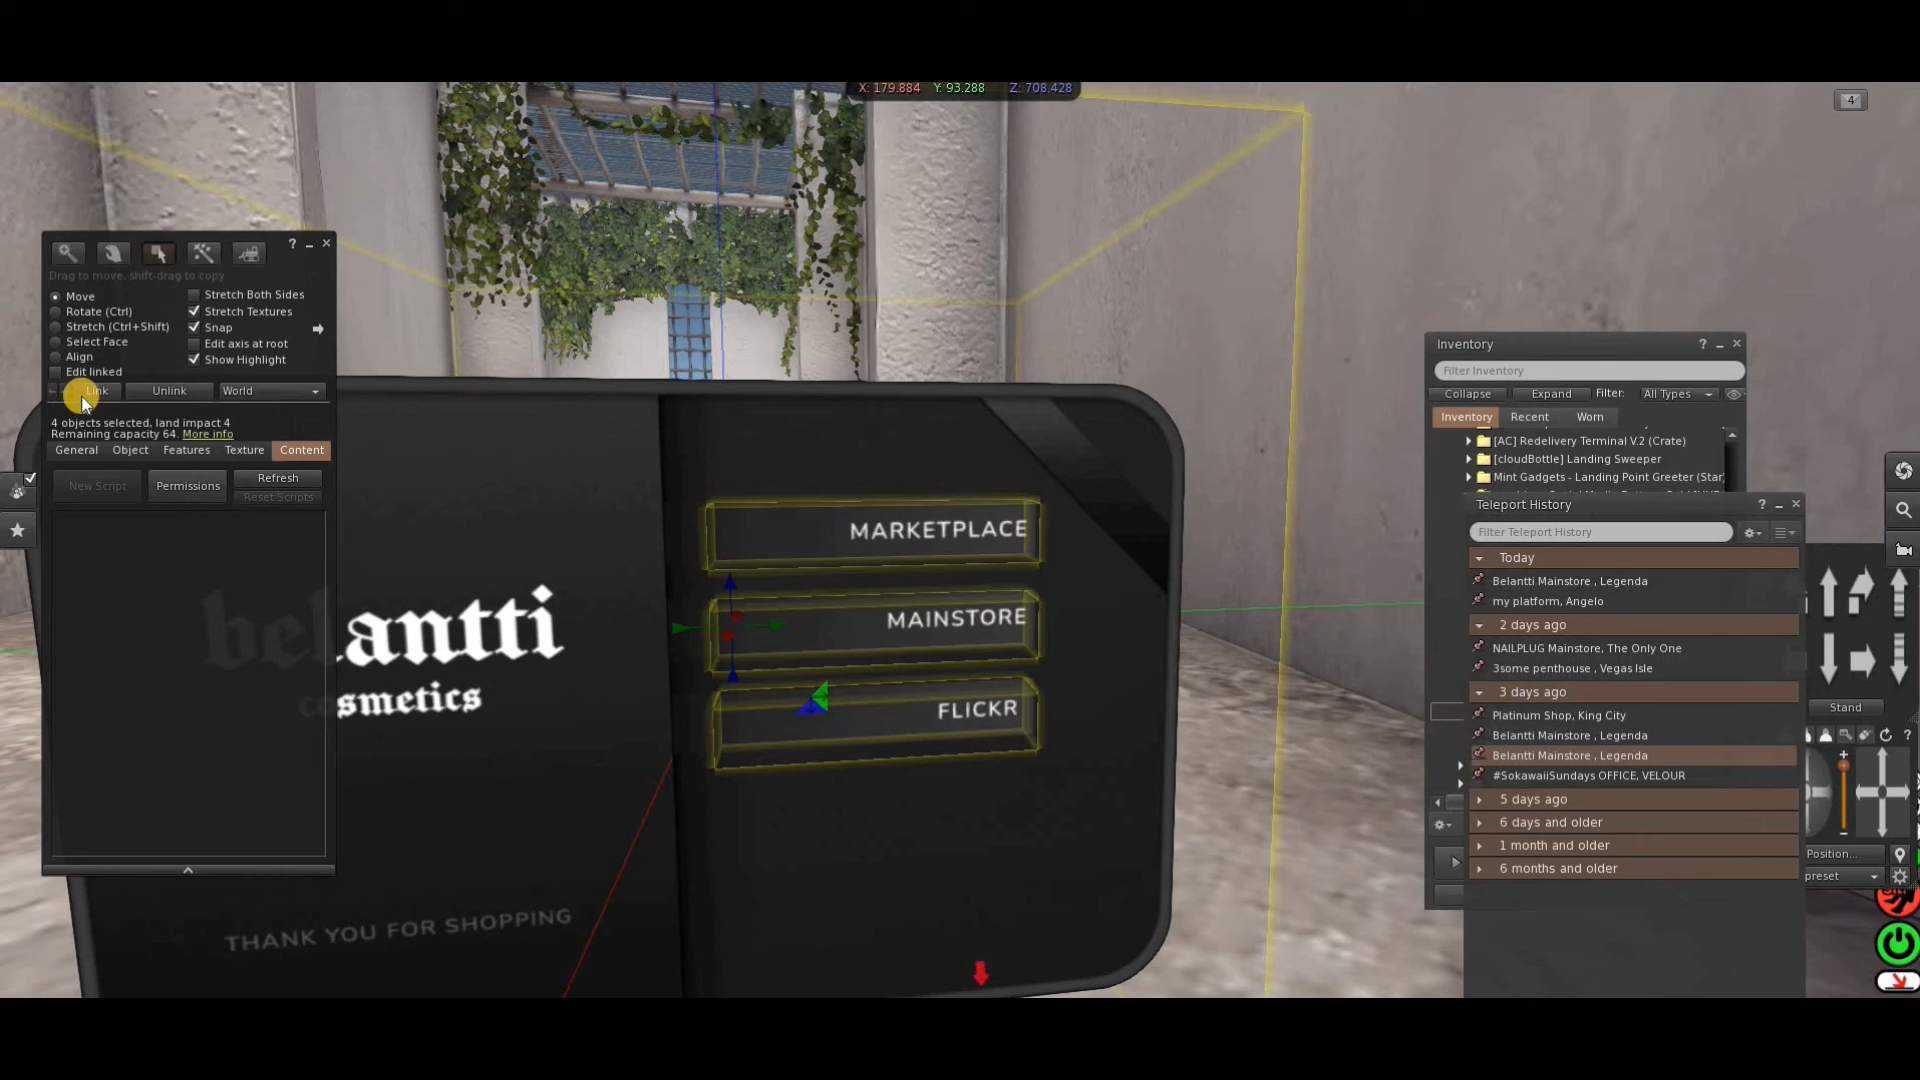 X: 179.884 Y: 93.288 Z: 708.428
4
Drag to move, shift-drag to copy
Move
Rotate (Ctrl)
Stretch (Ctrl+Shift)
Select Face
Align
Edit linked
Stretch Both Sides
Stretch Textures
Snap
Edit axis at root
Show Highlight
Link Unlink World
4 objects selected, land impact 4
Remaining capacity 64. More info
General Object Features Texture Content
New Script Permissions Refresh
Reset Scripts
belantti
cosmetics
THANK YOU FOR SHOPPING
MARKETPLACE
MAINSTORE
FLICKR
Inventory
Filter Inventory
Collapse Expand Filter: All Types
Inventory Recent Worn
[AC] Redelivery Terminal V.2 (Crate)
[cloudBottle] Landing Sweeper
Mint Gadgets - Landing Point Greeter (Star
Teleport History
Filter Teleport History
Today
Belantti Mainstore , Legenda
my platform, Angelo
2 days ago
NAILPLUG Mainstore, The Only One
3some penthouse , Vegas Isle
3 days ago
Platinum Shop, King City
Belantti Mainstore , Legenda
Belantti Mainstore , Legenda
#SokawaiiSundays OFFICE, VELOUR
5 days ago
6 days and older
1 month and older
6 months and older
Stand
Position...
preset